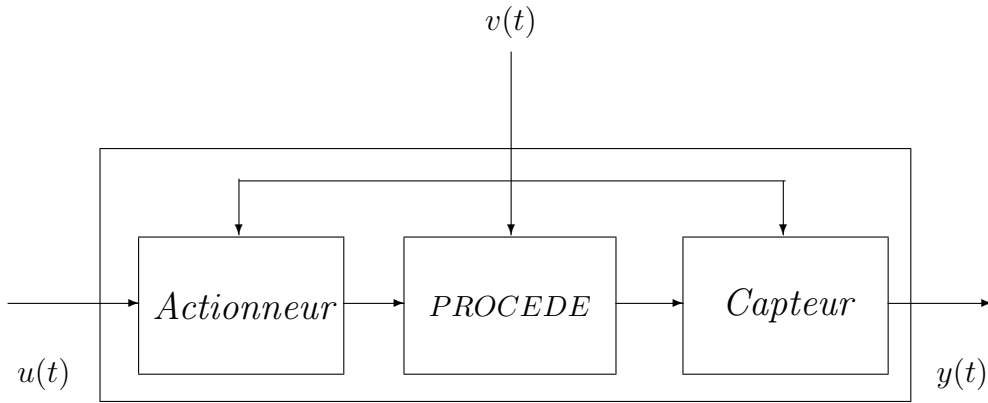 v(t)
Actionneur
PROCEDE
Capteur
u(t)
y(t)